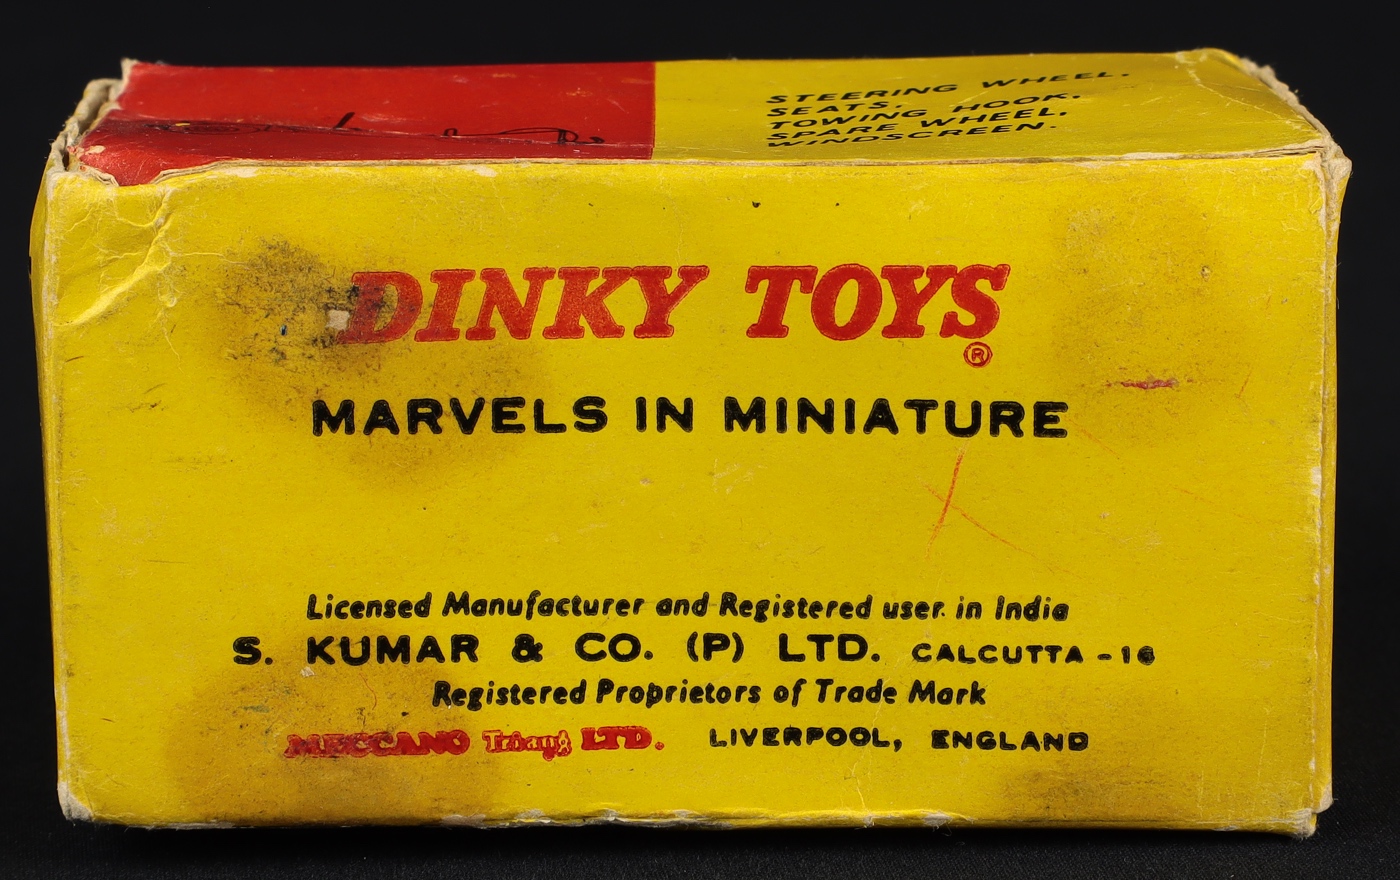 STEERING WHEEL,
SEATS,
TOWING HOOK,
SPARE WHEEL,
WINDSCREEN.
DINKY TOYS
®
MARVELS IN MINIATURE
Licensed Manufacturer and Registered user in India
S. KUMAR & CO. (P) LTD. CALCUTTA - 16
Registered Proprietors of Trade Mark
MECCANO Triang LTD. LIVERPOOL, ENGLAND